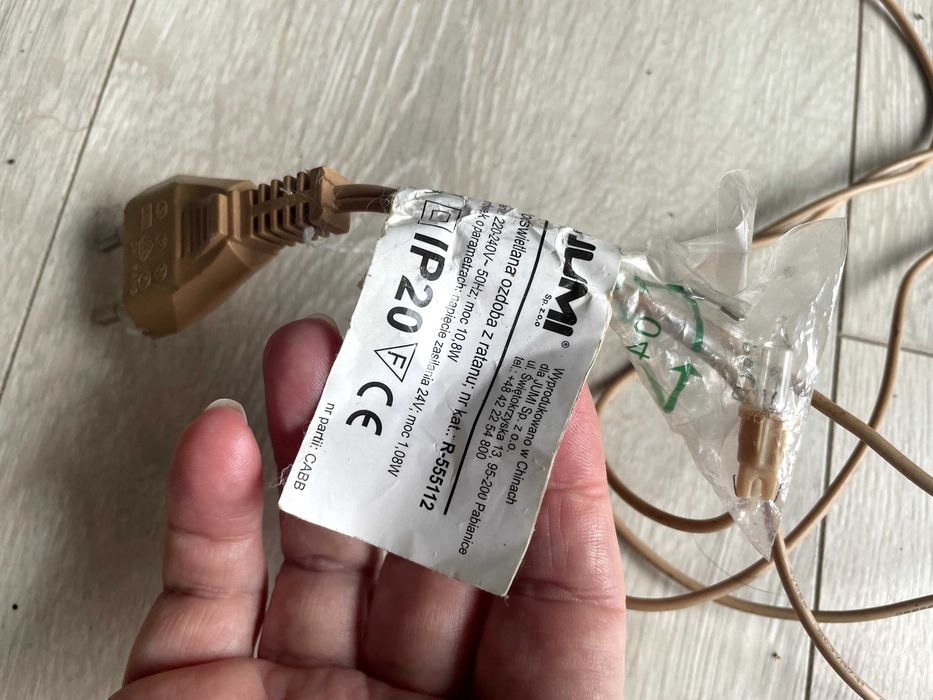 JUMI®
Sp. z o.o
Wyprodukowano w Chinach
dla JUMI Sp. z o.o.
ul. Świętokrzyska 13, 95-200 Pabianice
tel.: +48 42 22 54 800
ozdoba z ratanu; nr kat.: R-555112
220-240V~ 50Hz; moc 10,8W
o parametrach: napięcie zasilania 24V; moc 1,08W
IP20 F CE
nr partii: CABB
04